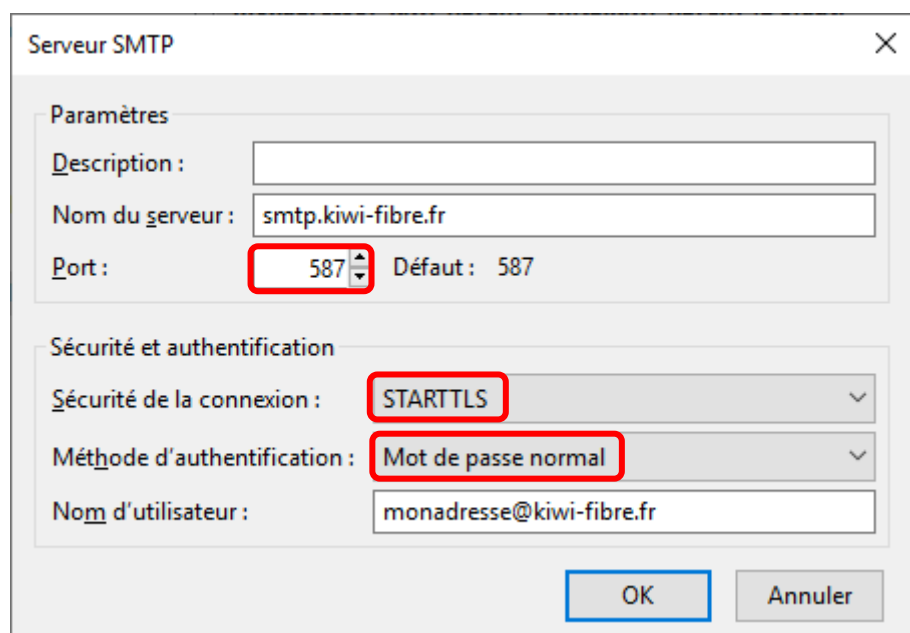 Serveur SMTP
Paramètres
Description :
Nom du serveur : smtp.kiwi-fibre.fr
Port : 587 Défaut : 587
Sécurité et authentification
Sécurité de la connexion : STARTTLS
Méthode d'authentification : Mot de passe normal
Nom d'utilisateur : monadresse@kiwi-fibre.fr
OK Annuler